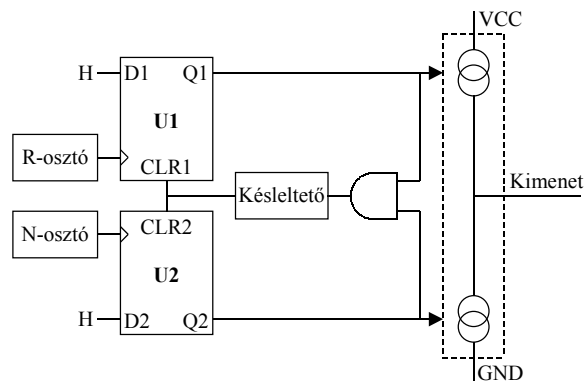 VCC
H
D1
Q1
U1
R-osztó
CLR1
Késleltető
Kimenet
N-osztó
CLR2
U2
H
D2
Q2
GND